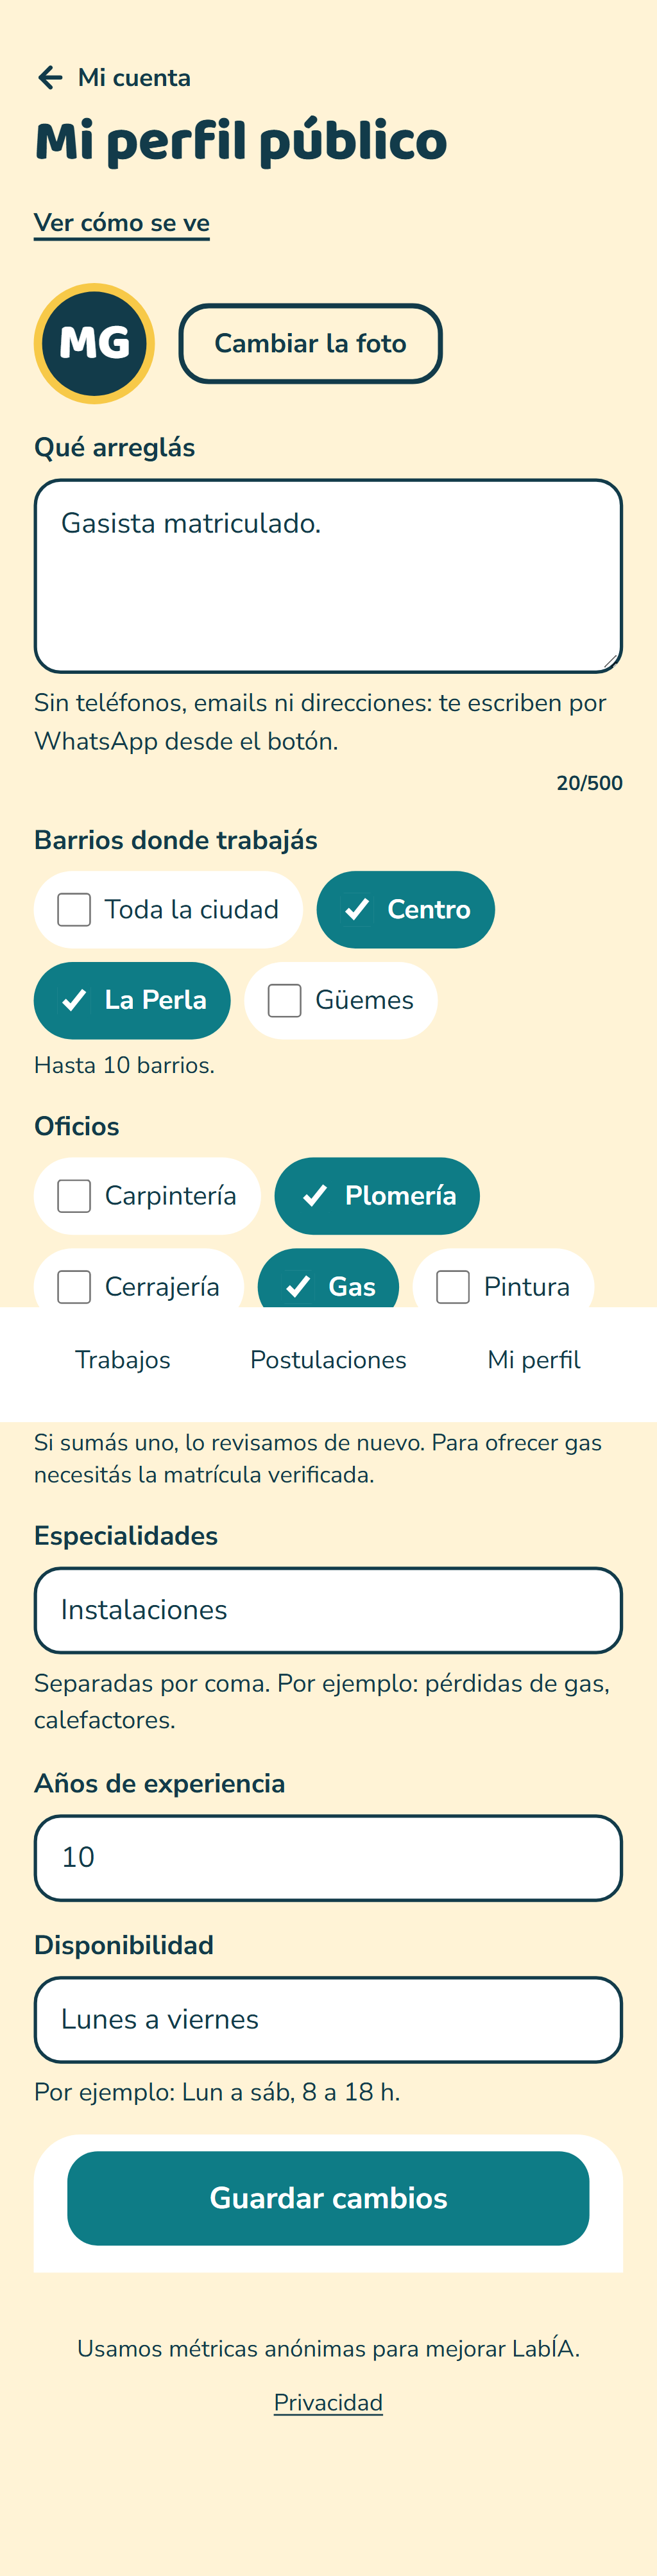 Mi cuenta
Mi perfil público
Ver cómo se ve
MG
Cambiar la foto
Qué arreglás
Gasista matriculado.
Sin teléfonos, emails ni direcciones: te escriben por
WhatsApp desde el botón.
20/500
Barrios donde trabajás
Toda la ciudad
Centro
La Perla
Güemes
Hasta 10 barrios.
Oficios
Carpintería
Plomería
Cerrajería
Gas
Pintura
Trabajos
Postulaciones
Mi perfil
Si sumás uno, lo revisamos de nuevo. Para ofrecer gas
necesitás la matrícula verificada.
Especialidades
Instalaciones
Separadas por coma. Por ejemplo: pérdidas de gas,
calefactores.
Años de experiencia
10
Disponibilidad
Lunes a viernes
Por ejemplo: Lun a sáb, 8 a 18 h.
Guardar cambios
Usamos métricas anónimas para mejorar LabÍA.
Privacidad